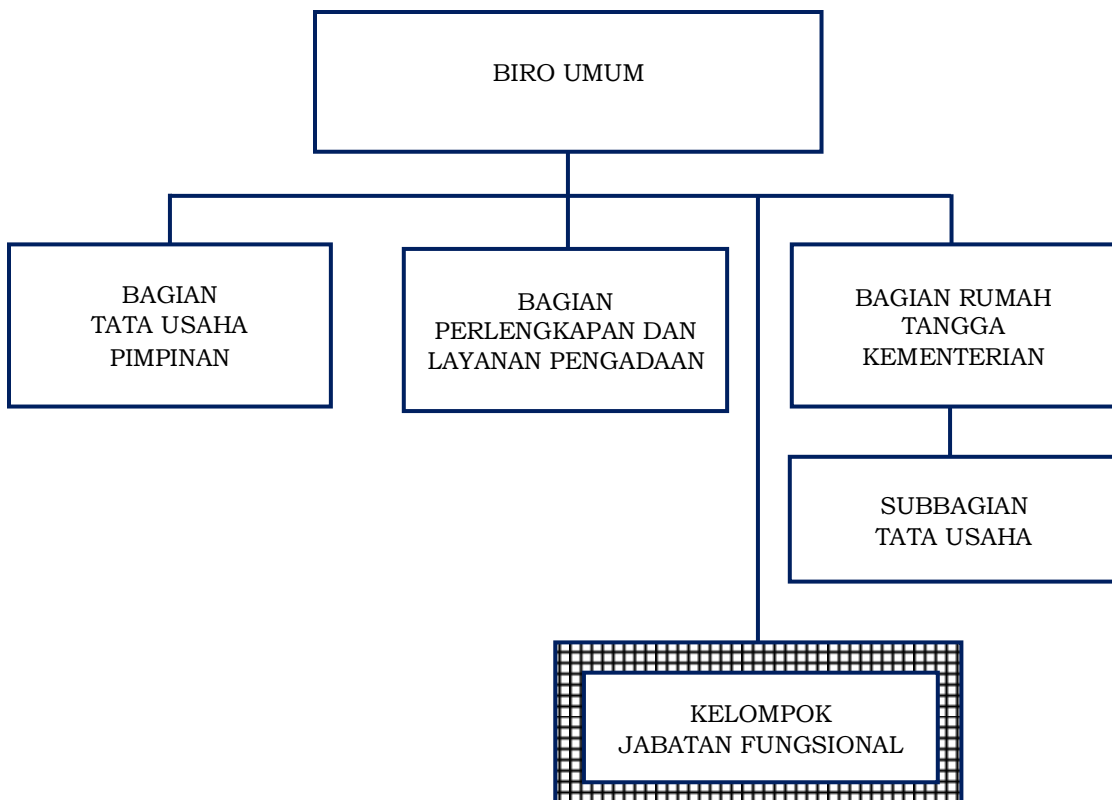 BIRO UMUM
BAGIAN
TATA USAHA
PIMPINAN
BAGIAN
PERLENGKAPAN DAN
LAYANAN PENGADAAN
BAGIAN RUMAH
TANGGA
KEMENTERIAN
SUBBAGIAN
TATA USAHA
KELOMPOK
JABATAN FUNGSIONAL